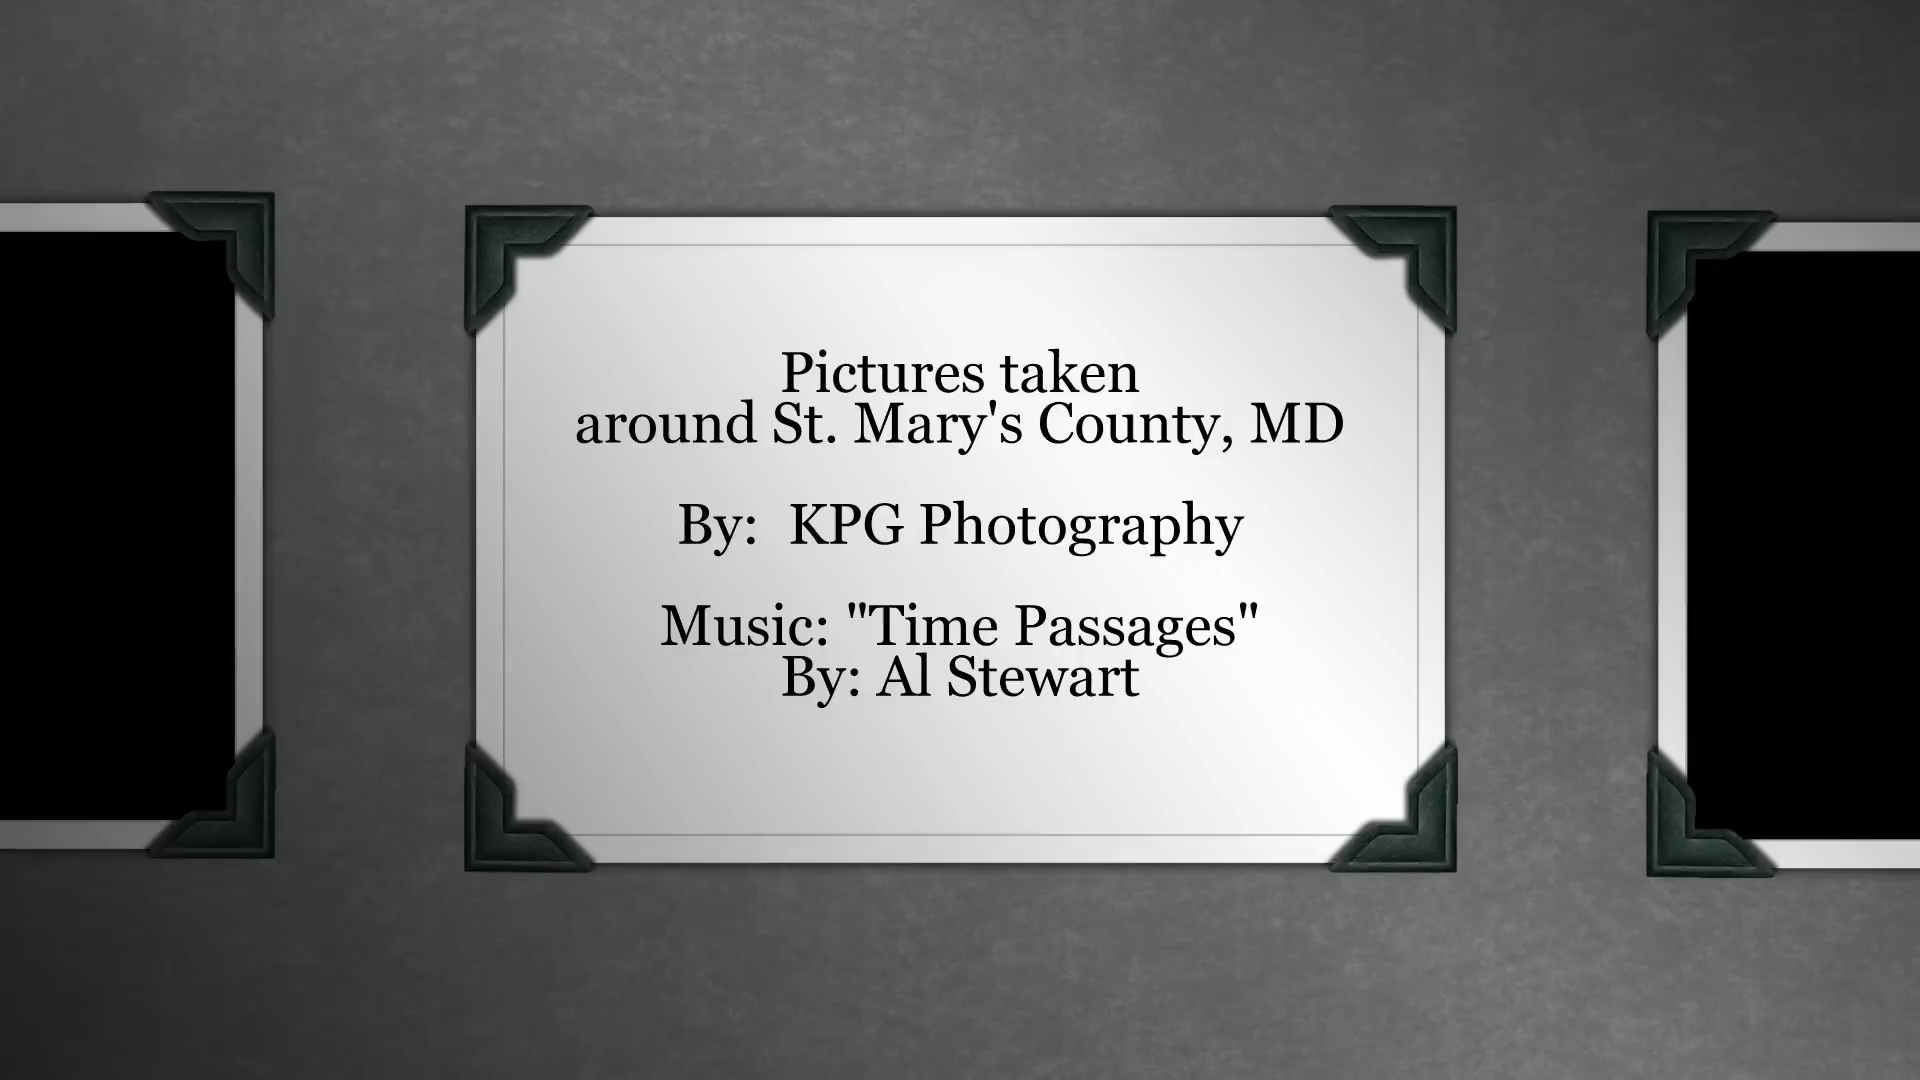 Pictures taken
around St. Mary's County, MD
By:  KPG Photography
Music: "Time Passages"
By: Al Stewart